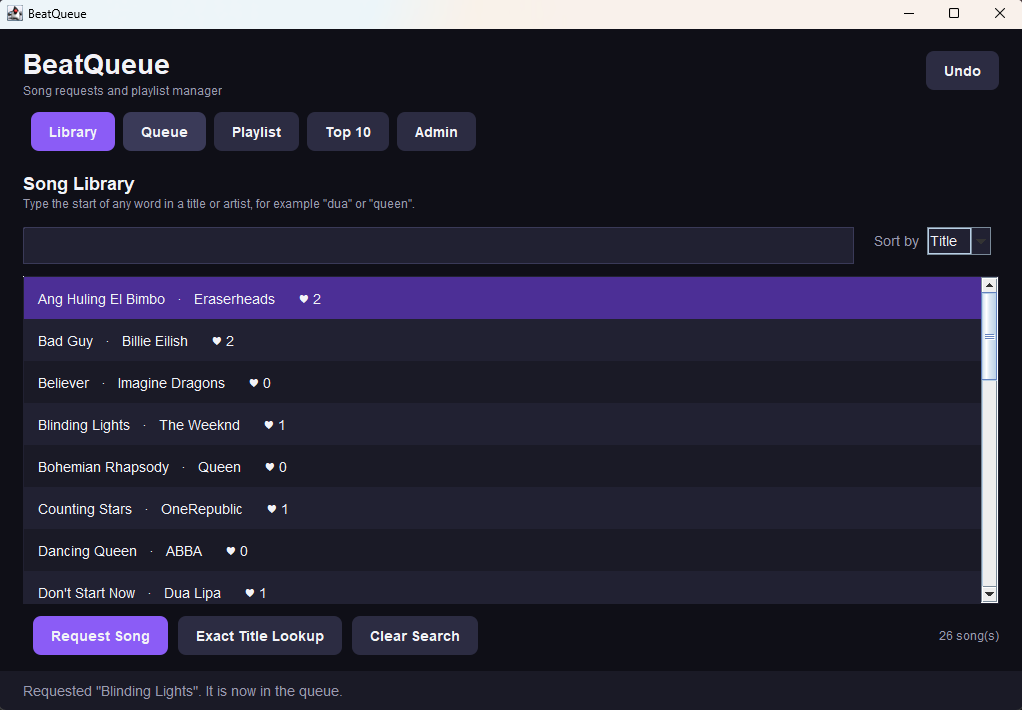 BeatQueue
BeatQueue
Song requests and playlist manager
Undo
Library Queue Playlist Top 10 Admin
Song Library
Type the start of any word in a title or artist, for example "dua" or "queen".
Sort by Title
Ang Huling El Bimbo · Eraserheads ♥ 2
Bad Guy · Billie Eilish ♥ 2
Believer · Imagine Dragons ♥ 0
Blinding Lights · The Weeknd ♥ 1
Bohemian Rhapsody · Queen ♥ 0
Counting Stars · OneRepublic ♥ 1
Dancing Queen · ABBA ♥ 0
Don't Start Now · Dua Lipa ♥ 1
Request Song Exact Title Lookup Clear Search 26 song(s)
Requested "Blinding Lights". It is now in the queue.